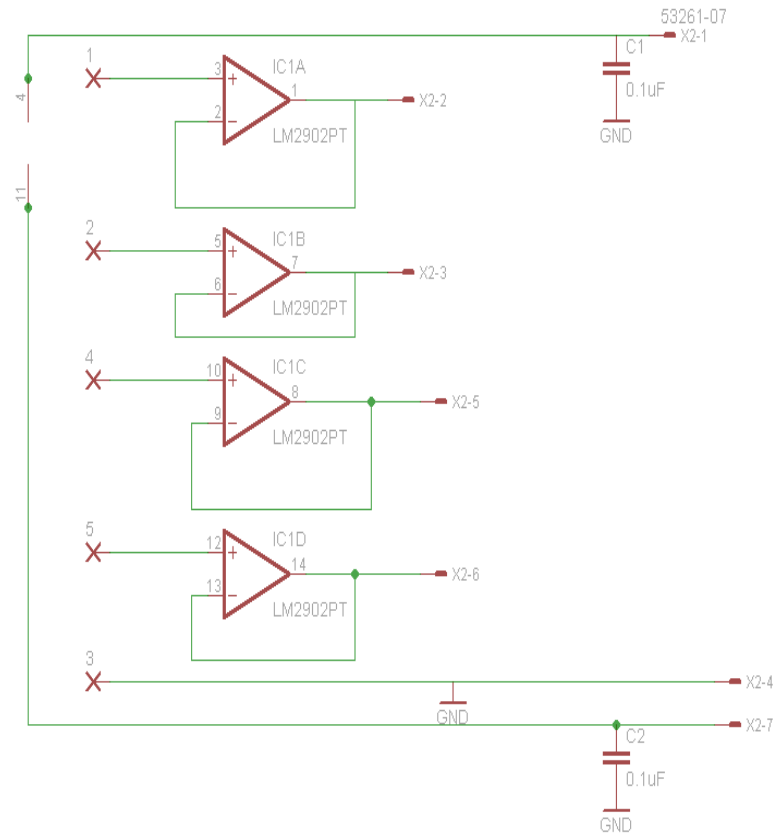 53261-07
X2-1
C1
0.1uF
GND
1
3
IC1A
1
X2-2
2
LM2902PT
4
11
2
5
IC1B
7
X2-3
6
LM2902PT
4
10
IC1C
8
X2-5
9
LM2902PT
5
12
IC1D
14
X2-6
13
LM2902PT
3
X2-4
GND
X2-7
C2
0.1uF
GND